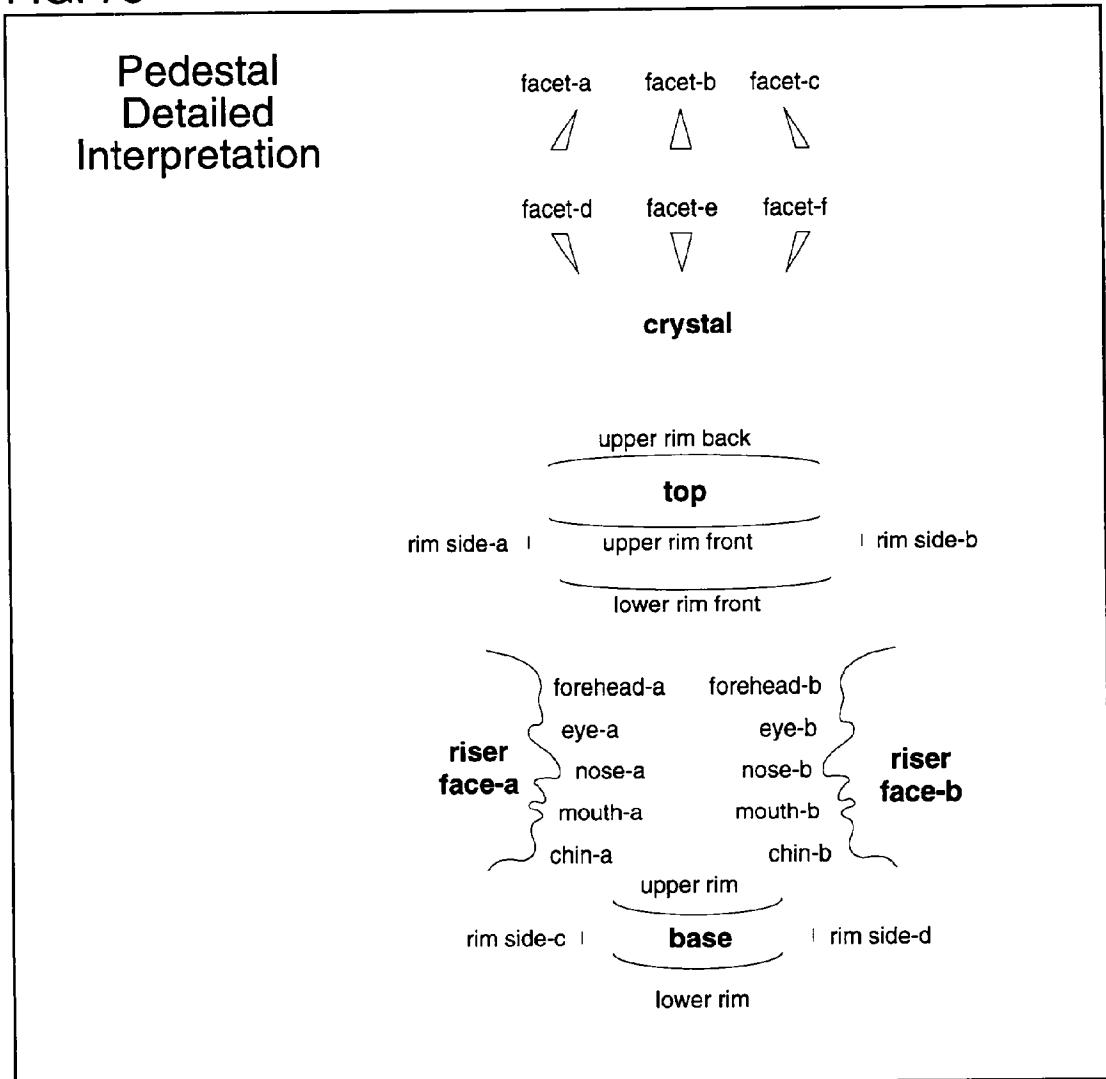 Pedestal
Detailed
Interpretation
facet-a facet-b facet-c
facet-d facet-e facet-f
crystal
upper rim back
top
rim side-a upper rim front rim side-b
lower rim front
forehead-a forehead-b
eye-a eye-b
riser
face-a
nose-a nose-b
riser
face-b
mouth-a mouth-b
chin-a chin-b
upper rim
rim side-c base rim side-d
lower rim